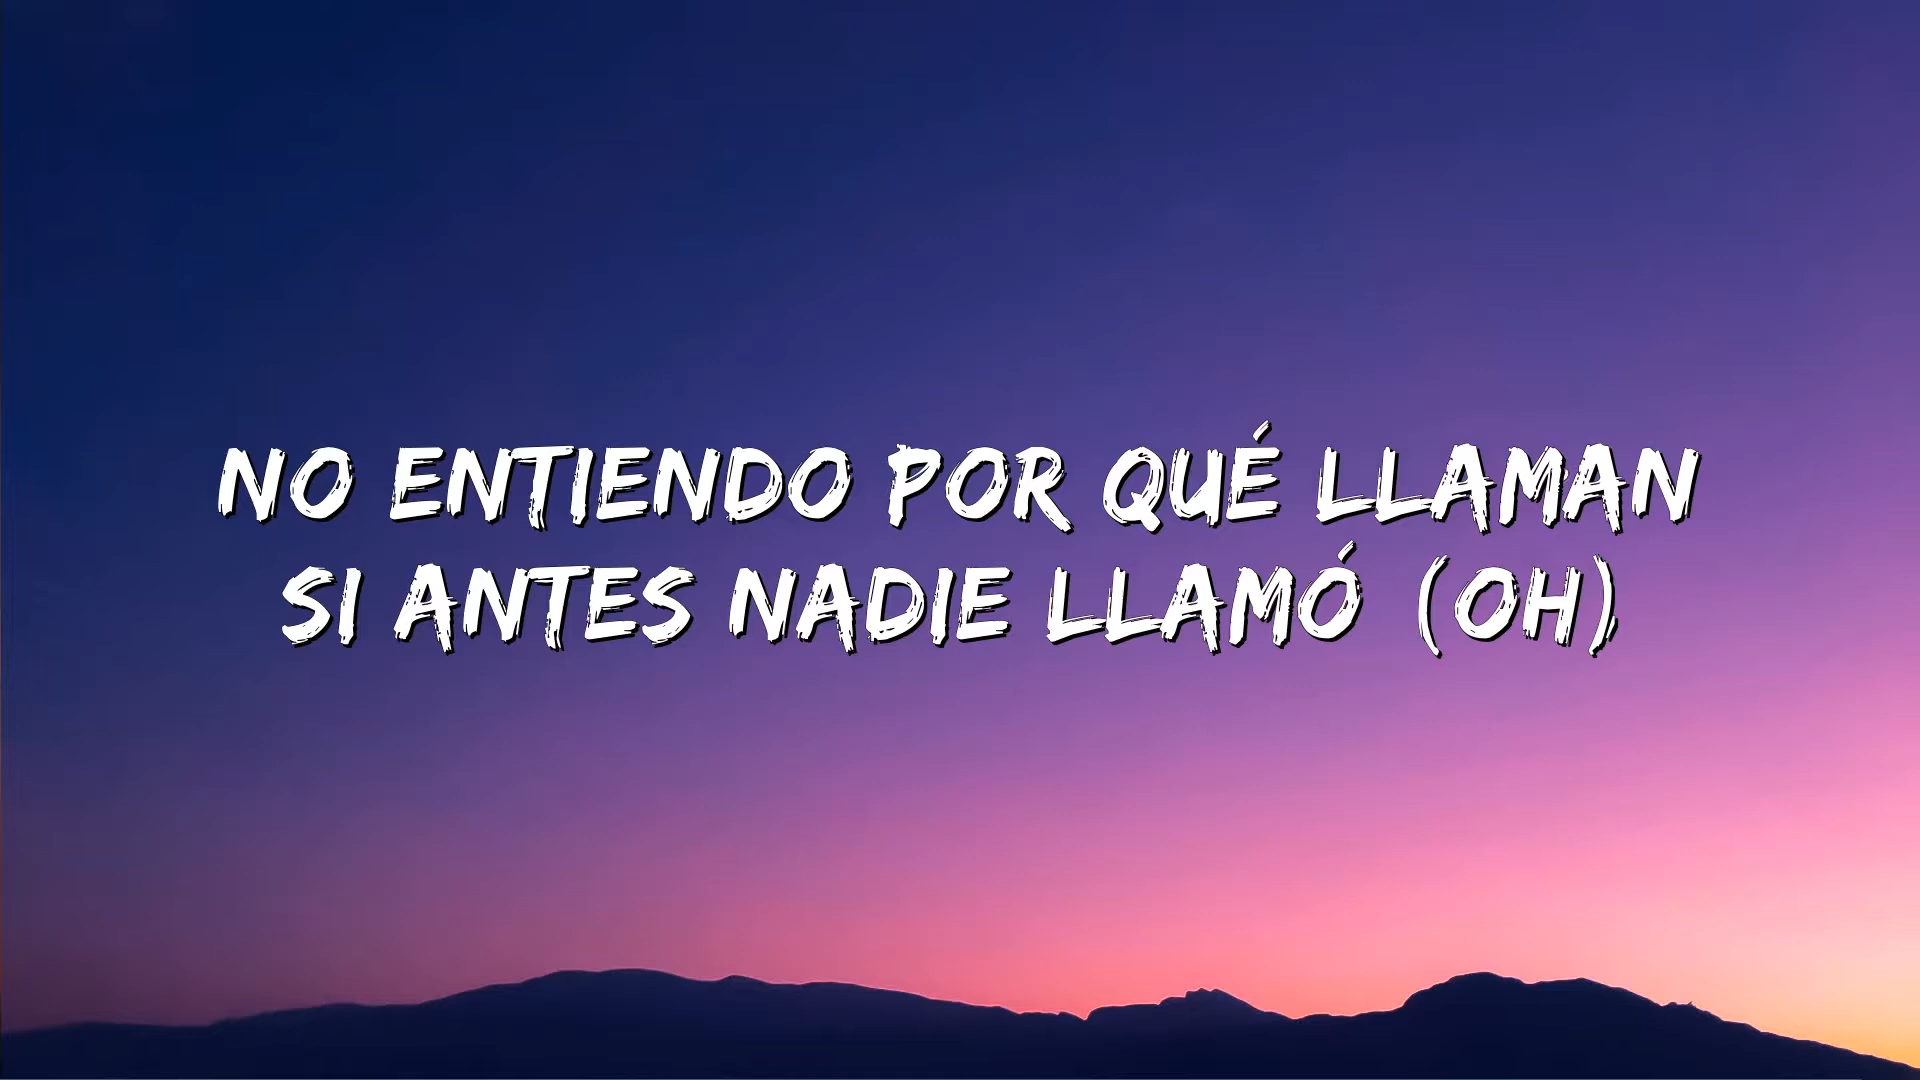 NO ENTIENDO POR QUÉ LLAMAN
SI ANTES NADIE LLAMÓ (OH)